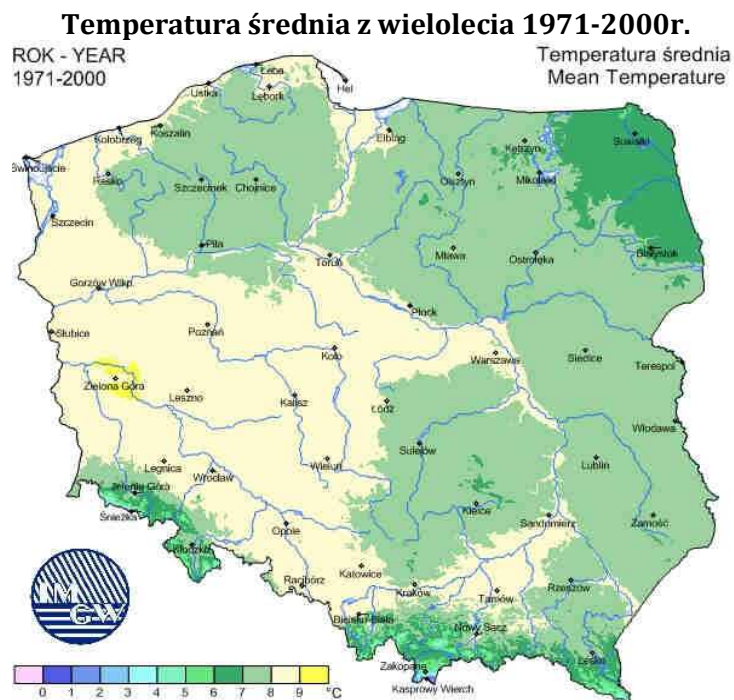 Temperatura średnia z wielolecia 1971-2000r.
ROK - YEAR
1971-2000
Temperatura średnia
Mean Temperature
Łeba
Ustka
Lębork
Hel
Koszalin
Kołobrzeg
Elbląg
Kętrzyn
Suwałki
Świnoujście
Resko
Szczecinek
Chojnice
Olsztyn
Mikołajki
Szczecin
Piła
Toruń
Mława
Ostrołęka
Białystok
Gorzów Wlkp.
Płock
Słubice
Poznań
Koło
Warszawa
Siedlce
Terespol
Zielona Góra
Leszno
Kalisz
Łódź
Włodawa
Sulejów
Legnica
Wrocław
Wieluń
Lublin
Jelenia Góra
Śnieżka
Kielce
Sandomierz
Zamość
Kłodzko
Opole
Racibórz
Katowice
Kraków
Tarnów
Rzeszów
Bielsko-Biała
Nowy Sącz
Lesko
Zakopane
Kasprowy Wierch
IM
G-W
0 1 2 3 4 5 6 7 8 9 °C